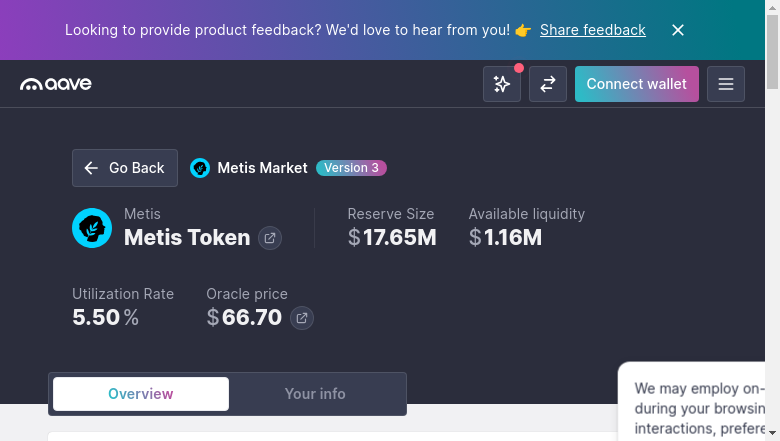 Looking to provide product feedback? We'd love to hear from you! 👉 Share feedback
aave
Connect wallet
Go Back
Metis Market
Version 3
Metis
Metis Token
Reserve Size
$17.65M
Available liquidity
$1.16M
Utilization Rate
5.50%
Oracle price
$66.70
Overview
Your info
We may employ on-
during your browsin
interactions, prefere